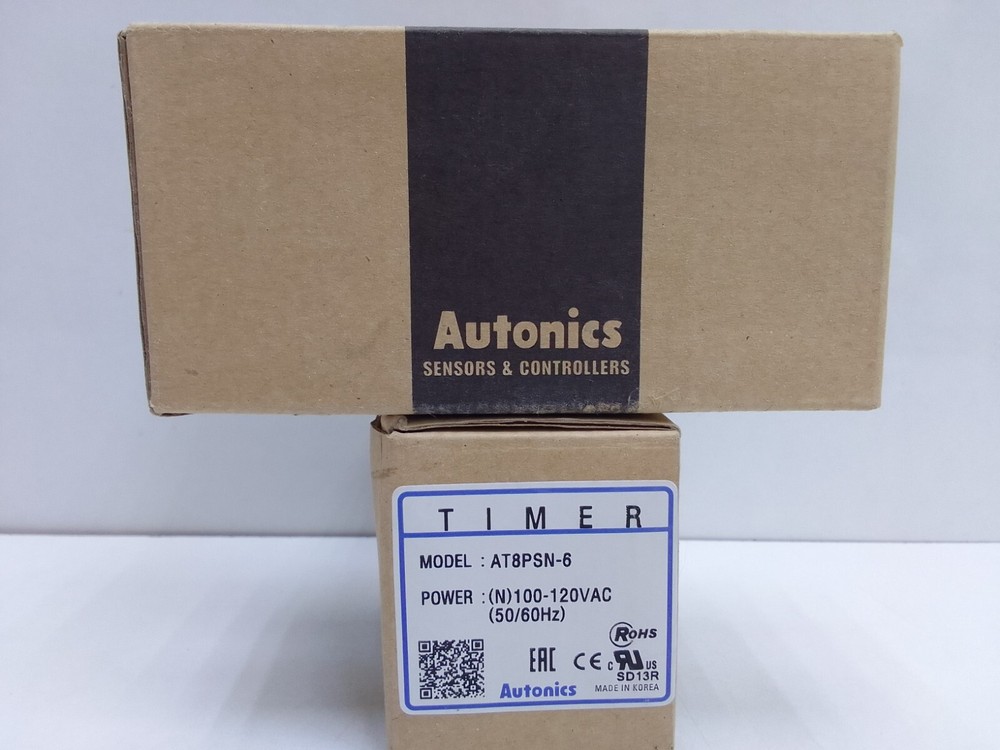 Autonics
SENSORS & CONTROLLERS
TIMER
MODEL : AT8PSN-6
POWER : (N)100-120VAC
(50/60Hz)
RoHS
EAC CE c RU US
SD13R
Autonics MADE IN KOREA